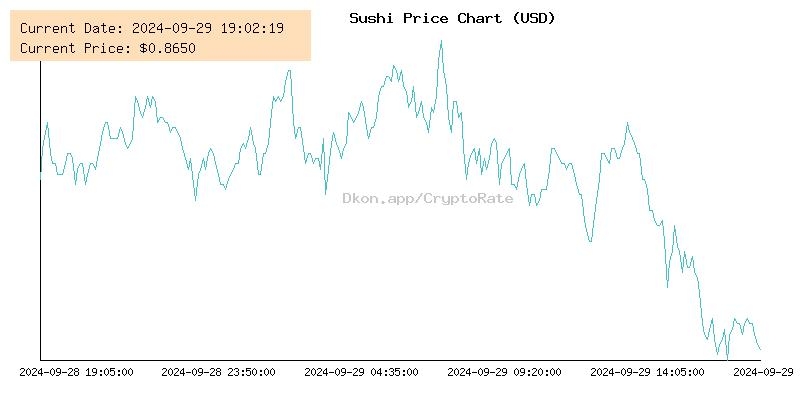 Sushi Price Chart (USD)
Current Date: 2024-09-29 19:02:19
Current Price: $0.8650
Dkon.app/CryptoRate
2024-09-28 19:05:00 2024-09-28 23:50:00 2024-09-29 04:35:00 2024-09-29 09:20:00 2024-09-29 14:05:00 2024-09-29